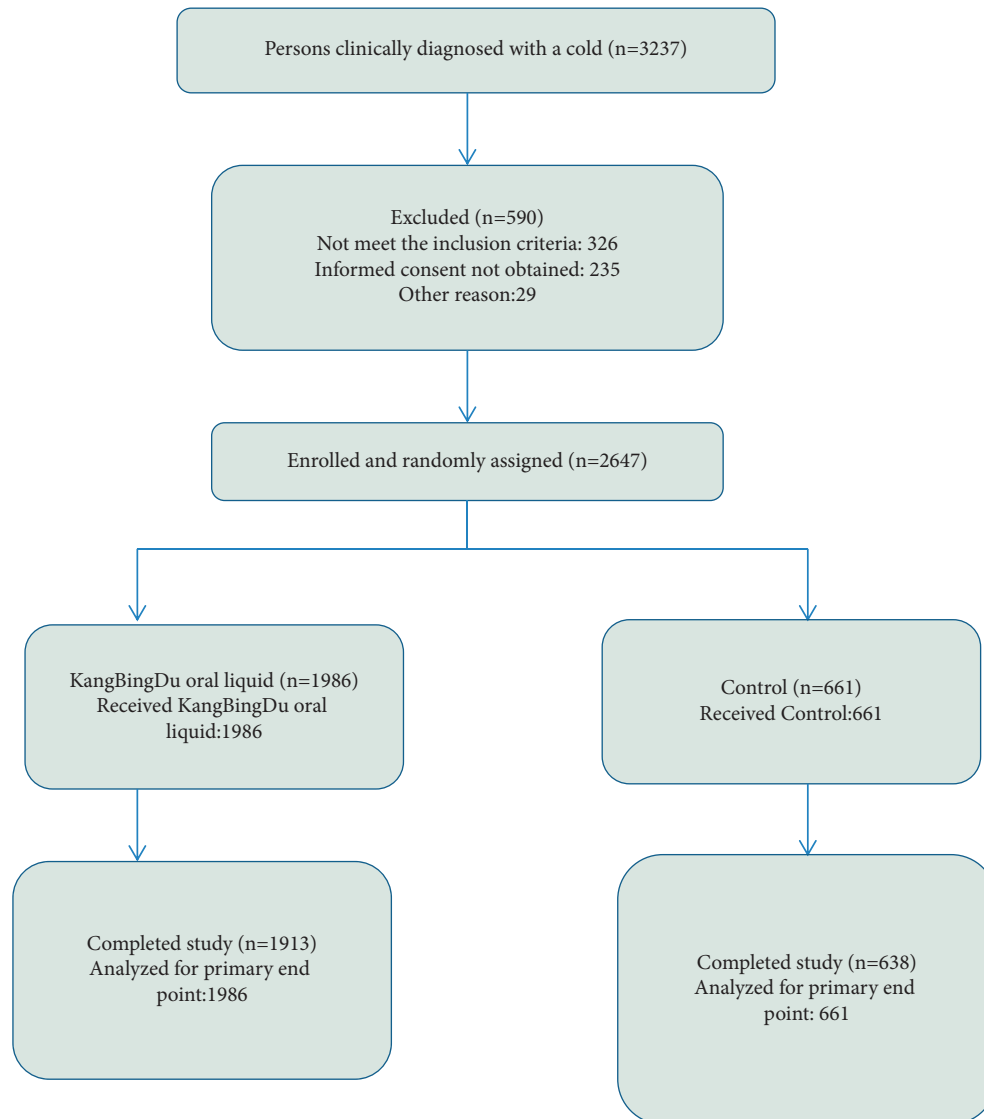 Persons clinically diagnosed with a cold (n=3237)
Excluded (n=590)
Not meet the inclusion criteria: 326
Informed consent not obtained: 235
Other reason:29
Enrolled and randomly assigned (n=2647)
KangBingDu oral liquid (n=1986)
Received KangBingDu oral
liquid:1986
Control (n=661)
Received Control:661
Completed study (n=1913)
Analyzed for primary end
point:1986
Completed study (n=638)
Analyzed for primary end
point: 661